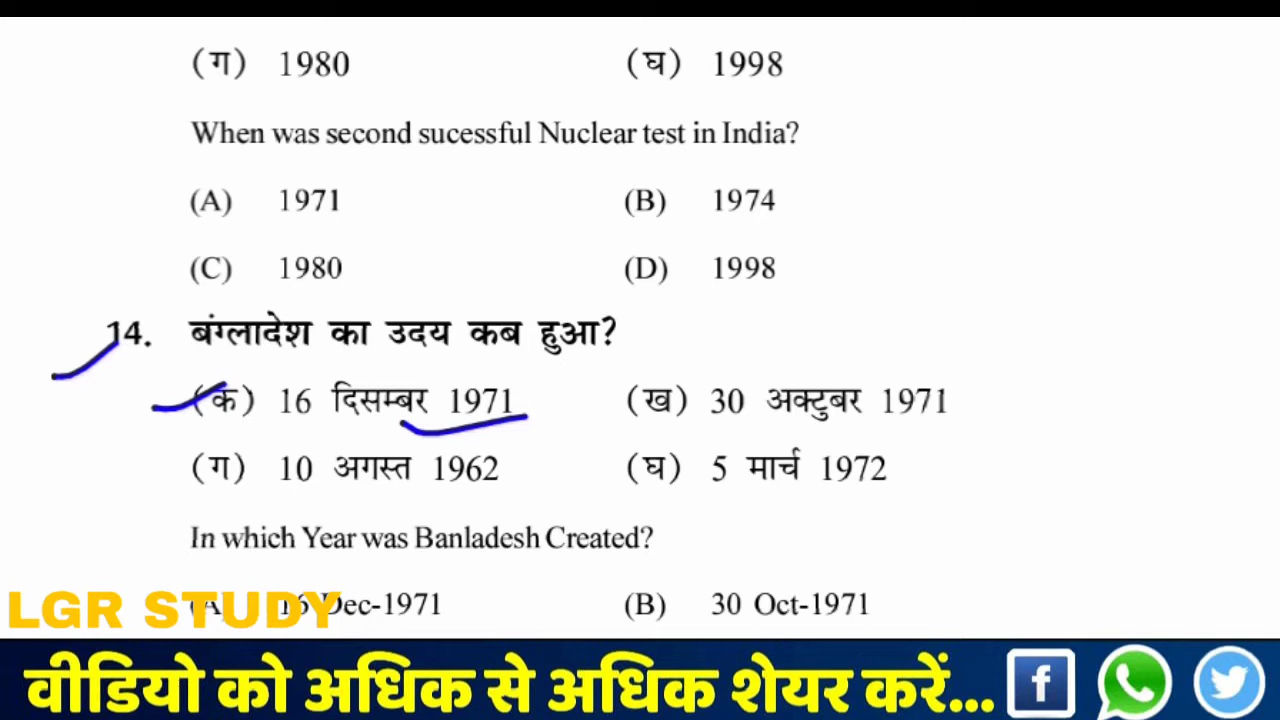 (ग) 1980 (घ) 1998
When was second sucessful Nuclear test in India?
(A) 1971 (B) 1974
(C) 1980 (D) 1998
14. बंग्लादेश का उदय कब हुआ?
(क) 16 दिसम्बर 1971 (ख) 30 अक्टुबर 1971
(ग) 10 अगस्त 1962 (घ) 5 मार्च 1972
In which Year was Banladesh Created?
(A) 16 Dec-1971 (B) 30 Oct-1971
LGR STUDY
वीडियो को अधिक से अधिक शेयर करें...